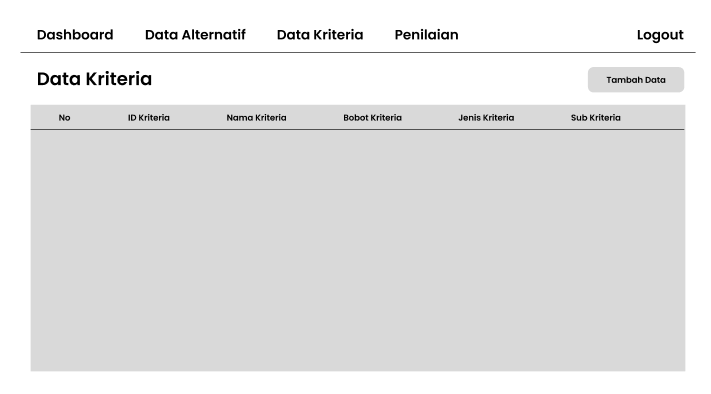 Dashboard Data Alternatif Data Kriteria Penilaian Logout
Data Kriteria Tambah Data
No ID Kriteria Nama Kriteria Bobot Kriteria Jenis Kriteria Sub Kriteria